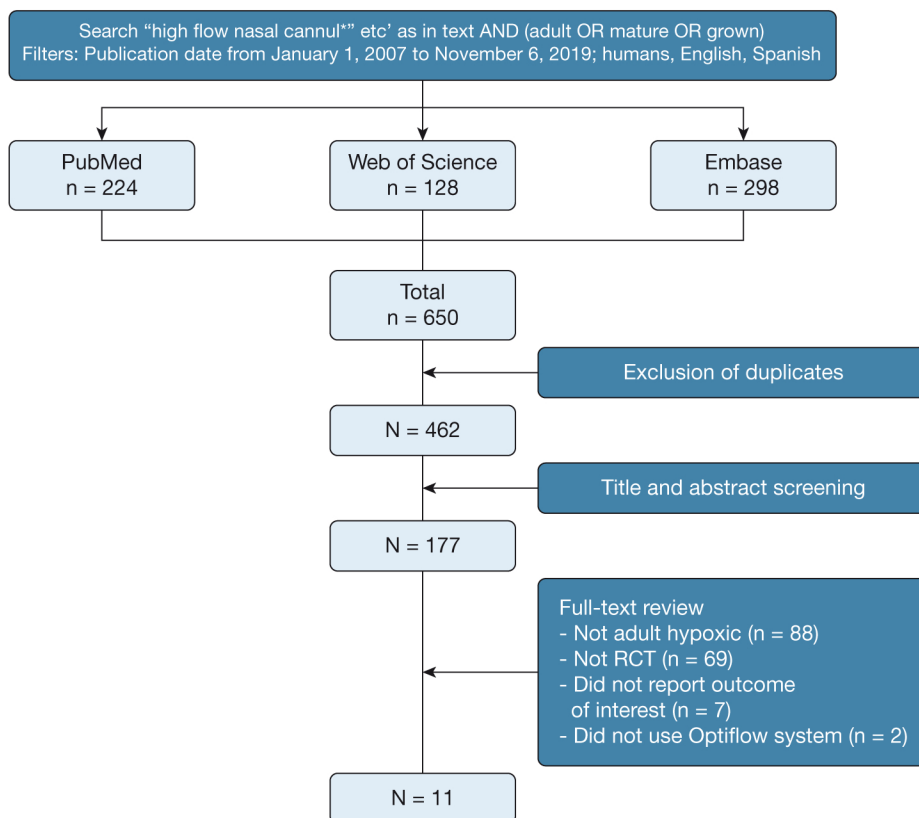 Search “high flow nasal cannul*” etc’ as in text AND (adult OR mature OR grown)
Filters: Publication date from January 1, 2007 to November 6, 2019; humans, English, Spanish
PubMed
n = 224
Web of Science
n = 128
Embase
n = 298
Total
n = 650
Exclusion of duplicates
N = 462
Title and abstract screening
N = 177
Full-text review
- Not adult hypoxic (n = 88)
- Not RCT (n = 69)
- Did not report outcome
of interest (n = 7)
- Did not use Optiflow system (n = 2)
N = 11